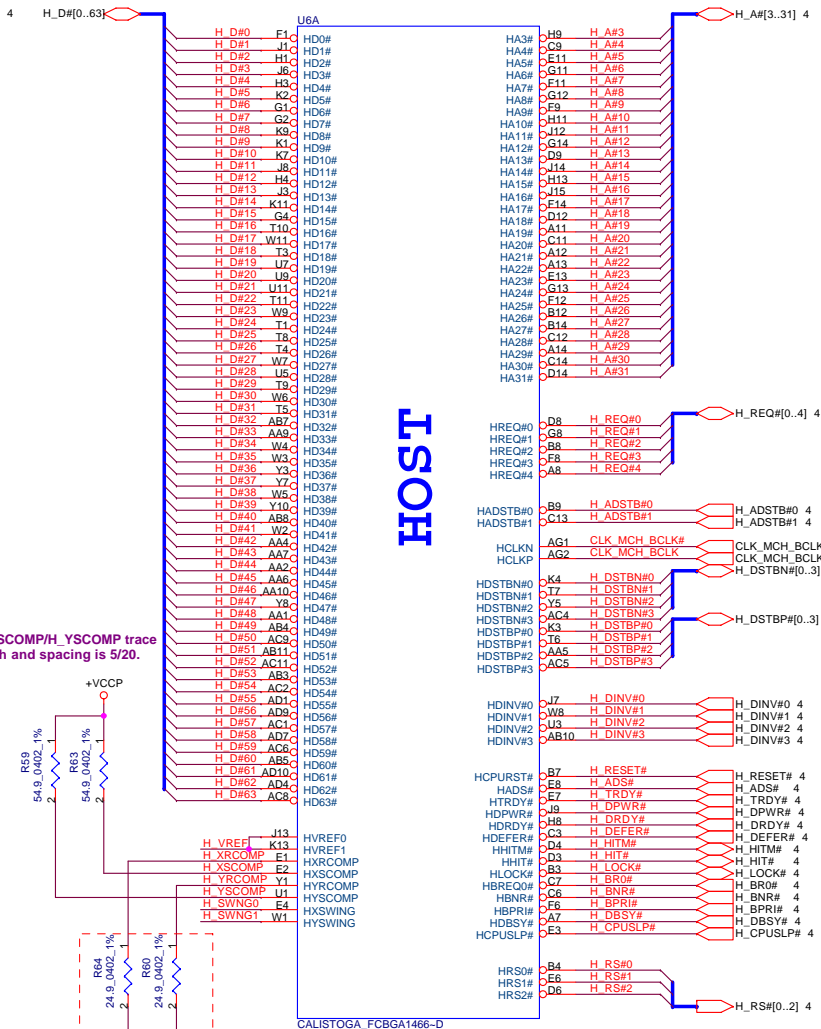 4 H_D#[0..63]
U6A
H_A#[3..31] 4
H_D#0 F1 HD0#
H_D#1 J1 HD1#
H_D#2 H1 HD2#
H_D#3 J6 HD3#
H_D#4 H3 HD4#
H_D#5 K2 HD5#
H_D#6 G1 HD6#
H_D#7 G2 HD7#
H_D#8 K9 HD8#
H_D#9 K1 HD9#
H_D#10 K7 HD10#
H_D#11 J8 HD11#
H_D#12 H4 HD12#
H_D#13 J3 HD13#
H_D#14 K11 HD14#
H_D#15 G4 HD15#
H_D#16 T10 HD16#
H_D#17 W11 HD17#
H_D#18 T3 HD18#
H_D#19 U7 HD19#
H_D#20 U9 HD20#
H_D#21 U11 HD21#
H_D#22 T11 HD22#
H_D#23 W9 HD23#
H_D#24 T1 HD24#
H_D#25 T8 HD25#
H_D#26 T4 HD26#
H_D#27 W7 HD27#
H_D#28 U5 HD28#
H_D#29 T9 HD29#
H_D#30 W6 HD30#
H_D#31 T5 HD31#
H_D#32 AB7 HD32#
H_D#33 AA9 HD33#
H_D#34 W4 HD34#
H_D#35 W3 HD35#
H_D#36 Y3 HD36#
H_D#37 Y7 HD37#
H_D#38 W5 HD38#
H_D#39 Y10 HD39#
H_D#40 AB8 HD40#
H_D#41 W2 HD41#
H_D#42 AA4 HD42#
H_D#43 AA7 HD43#
H_D#44 AA2 HD44#
H_D#45 AA6 HD45#
H_D#46 AA10 HD46#
H_D#47 Y8 HD47#
H_D#48 AA1 HD48#
H_D#49 AB4 HD49#
H_D#50 AC9 HD50#
H_D#51 AB11 HD51#
H_D#52 AC11 HD52#
H_D#53 AB3 HD53#
H_D#54 AC2 HD54#
H_D#55 AD1 HD55#
H_D#56 AD9 HD56#
H_D#57 AC1 HD57#
H_D#58 AD7 HD58#
H_D#59 AC6 HD59#
H_D#60 AB5 HD60#
H_D#61 AD10 HD61#
H_D#62 AD4 HD62#
H_D#63 AC8 HD63#
J13 HVREF0
H_VREF K13 HVREF1
H_XRCOMP E1 HXRCOMP
H_XSCOMP E2 HXSCOMP
H_YRCOMP Y1 HYRCOMP
H_YSCOMP U1 HYSCOMP
H_SWNG0 E4 HXSWING
H_SWNG1 W1 HYSWING
SCOMP/H_YSCOMP trace
h and spacing is 5/20.
+VCCP
R59 54.9_0402_1% 1 2
R63 54.9_0402_1% 1 2
R64 24.9_0402_1% 1 2
R60 24.9_0402_1% 1 2
HOST
HA3# H9 H_A#3
HA4# C9 H_A#4
HA5# E11 H_A#5
HA6# G11 H_A#6
HA7# F11 H_A#7
HA8# G12 H_A#8
HA9# F9 H_A#9
HA10# H11 H_A#10
HA11# J12 H_A#11
HA12# G14 H_A#12
HA13# D9 H_A#13
HA14# J14 H_A#14
HA15# H13 H_A#15
HA16# J15 H_A#16
HA17# F14 H_A#17
HA18# D12 H_A#18
HA19# A11 H_A#19
HA20# C11 H_A#20
HA21# A12 H_A#21
HA22# A13 H_A#22
HA23# E13 H_A#23
HA24# G13 H_A#24
HA25# F12 H_A#25
HA26# B12 H_A#26
HA27# B14 H_A#27
HA28# C12 H_A#28
HA29# A14 H_A#29
HA30# C14 H_A#30
HA31# D14 H_A#31
HREQ#0 D8 H_REQ#0 H_REQ#[0..4] 4
HREQ#1 G8 H_REQ#1
HREQ#2 B8 H_REQ#2
HREQ#3 F8 H_REQ#3
HREQ#4 A8 H_REQ#4
HADSTB#0 B9 H_ADSTB#0 H_ADSTB#0 4
HADSTB#1 C13 H_ADSTB#1 H_ADSTB#1 4
HCLKN AG1 CLK_MCH_BCLK# CLK_MCH_BCLK
HCLKP AG2 CLK_MCH_BCLK CLK_MCH_BCLK
H_DSTBN#[0..3]
HDSTBN#0 K4 H_DSTBN#0
HDSTBN#1 T7 H_DSTBN#1
HDSTBN#2 Y5 H_DSTBN#2
HDSTBN#3 AC4 H_DSTBN#3
HDSTBP#0 K3 H_DSTBP#0 H_DSTBP#[0..3]
HDSTBP#1 T6 H_DSTBP#1
HDSTBP#2 AA5 H_DSTBP#2
HDSTBP#3 AC5 H_DSTBP#3
HDINV#0 J7 H_DINV#0 H_DINV#0 4
HDINV#1 W8 H_DINV#1 H_DINV#1 4
HDINV#2 U3 H_DINV#2 H_DINV#2 4
HDINV#3 AB10 H_DINV#3 H_DINV#3 4
HCPURST# B7 H_RESET# H_RESET# 4
HADS# E8 H_ADS# H_ADS# 4
HTRDY# E7 H_TRDY# H_TRDY# 4
HDPWR# J9 H_DPWR# H_DPWR# 4
HDRDY# H8 H_DRDY# H_DRDY# 4
HDEFER# C3 H_DEFER# H_DEFER# 4
HHITM# D4 H_HITM# H_HITM# 4
HHIT# D3 H_HIT# H_HIT# 4
HLOCK# B3 H_LOCK# H_LOCK# 4
HBREQ0# C7 H_BR0# H_BR0# 4
HBNR# C6 H_BNR# H_BNR# 4
HBPRI# F6 H_BPRI# H_BPRI# 4
HDBSY# A7 H_DBSY# H_DBSY# 4
HCPUSLP# E3 H_CPUSLP# H_CPUSLP# 4
HRS0# B4 H_RS#0
HRS1# E6 H_RS#1
HRS2# D6 H_RS#2
H_RS#[0..2] 4
CALISTOGA_FCBGA1466~D